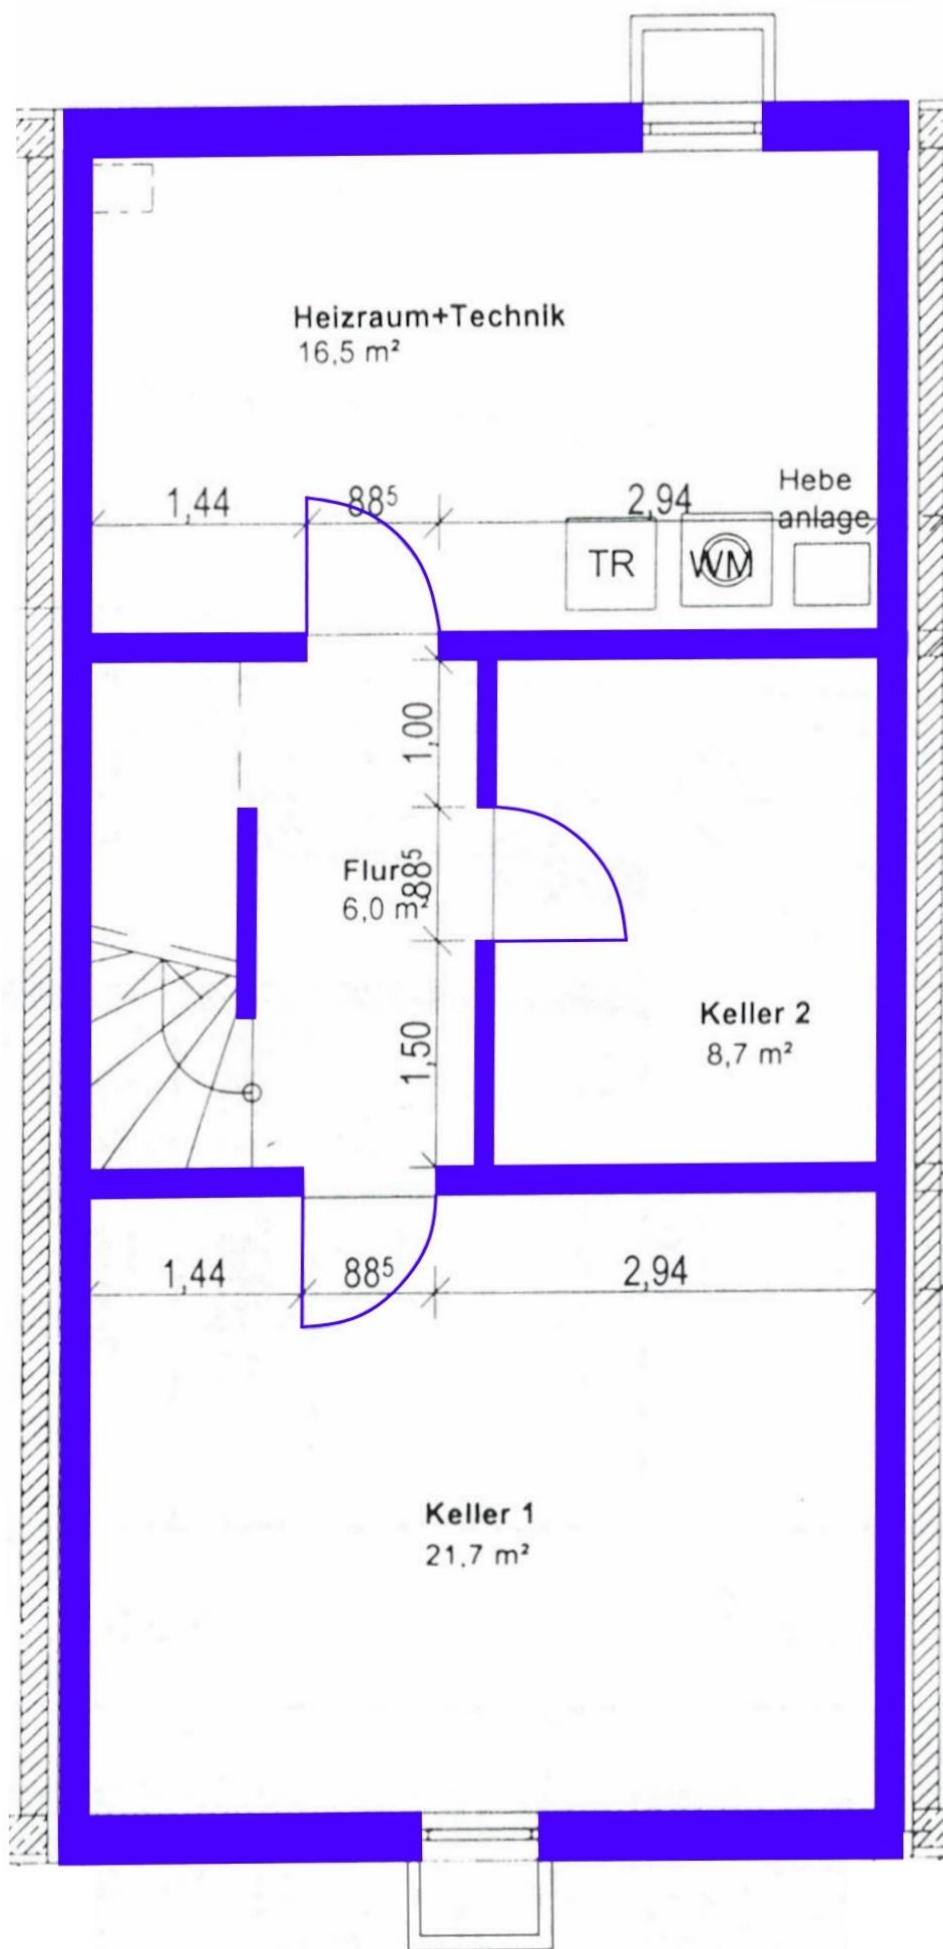 Heizraum+Technik
16,5 m²
Hebe
anlage
1,44
88⁵
2,94
TR
WM
1,00
Flur
88⁵
6,0 m²
1,50
Keller 2
8,7 m²
1,44
88⁵
2,94
Keller 1
21,7 m²